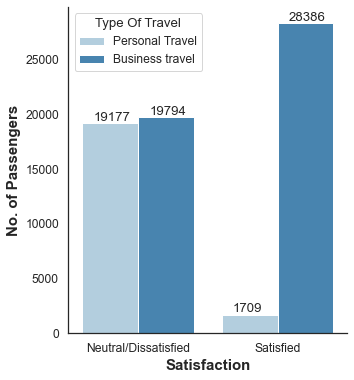 Type Of Travel
Personal Travel
Business travel
28386
19177
19794
1709
25000
20000
15000
10000
5000
0
No. of Passengers
Neutral/Dissatisfied
Satisfied
Satisfaction